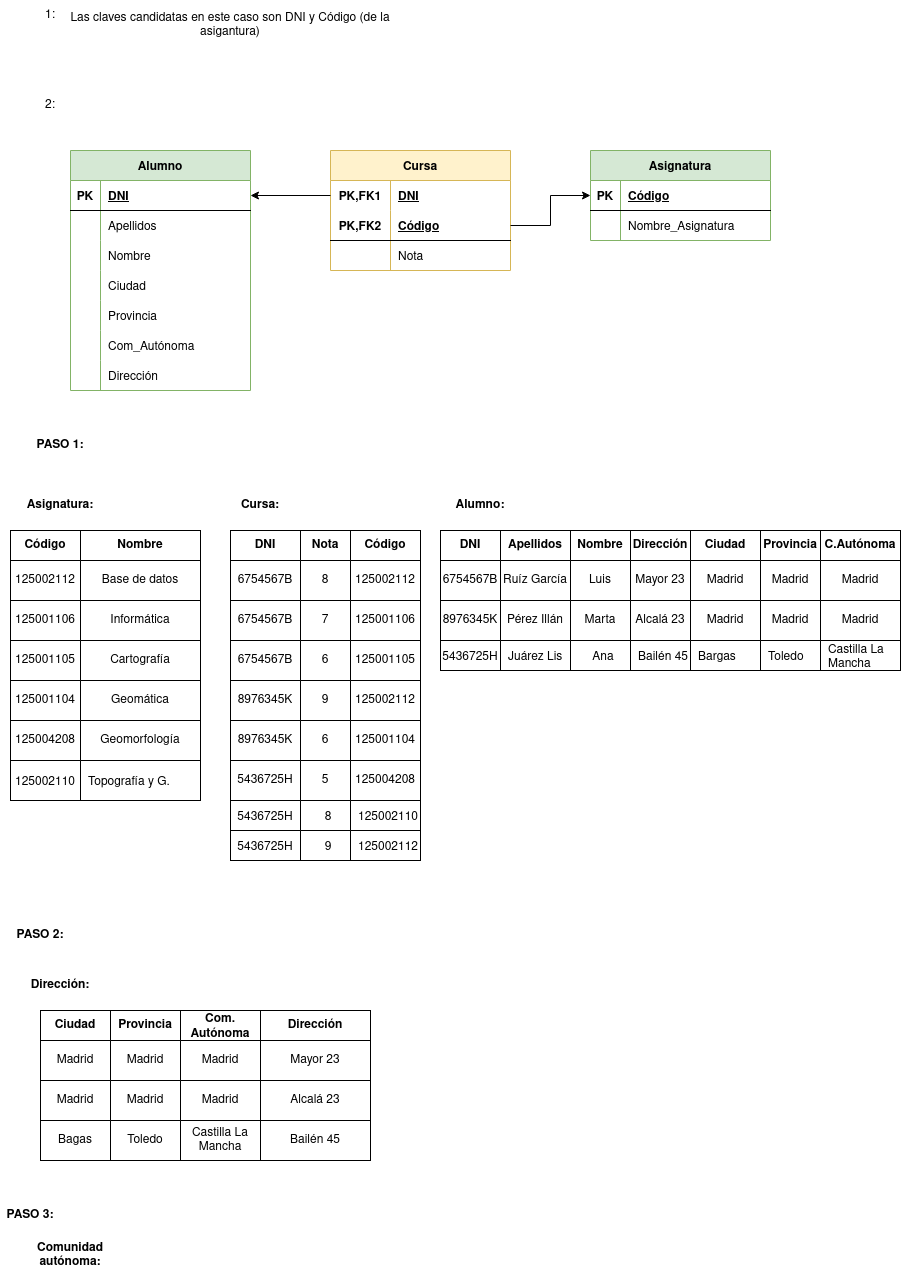 1: Las claves candidatas en este caso son DNI y Código (de la
asigantura)
2:
Alumno
PK DNI
Apellidos
Nombre
Ciudad
Provincia
Com_Autónoma
Dirección
Cursa
PK,FK1 DNI
PK,FK2 Código
Nota
Asignatura
PK Código
Nombre_Asignatura
PASO 1:
Asignatura:
Código Nombre
125002112 Base de datos
125001106 Informática
125001105 Cartografía
125001104 Geomática
125004208 Geomorfología
125002110 Topografía y G.
Cursa:
DNI Nota Código
6754567B 8 125002112
6754567B 7 125001106
6754567B 6 125001105
8976345K 9 125002112
8976345K 6 125001104
5436725H 5 125004208
5436725H 8 125002110
5436725H 9 125002112
Alumno:
DNI Apellidos Nombre Dirección Ciudad Provincia C.Autónoma
6754567B Ruíz García Luis Mayor 23 Madrid Madrid Madrid
8976345K Pérez Illán Marta Alcalá 23 Madrid Madrid Madrid
5436725H Juárez Lis Ana Bailén 45 Bargas Toledo Castilla La
Mancha
PASO 2:
Dirección:
Ciudad Provincia Com.
Autónoma Dirección
Madrid Madrid Madrid Mayor 23
Madrid Madrid Madrid Alcalá 23
Bagas Toledo Castilla La
Mancha Bailén 45
PASO 3:
Comunidad
autónoma: